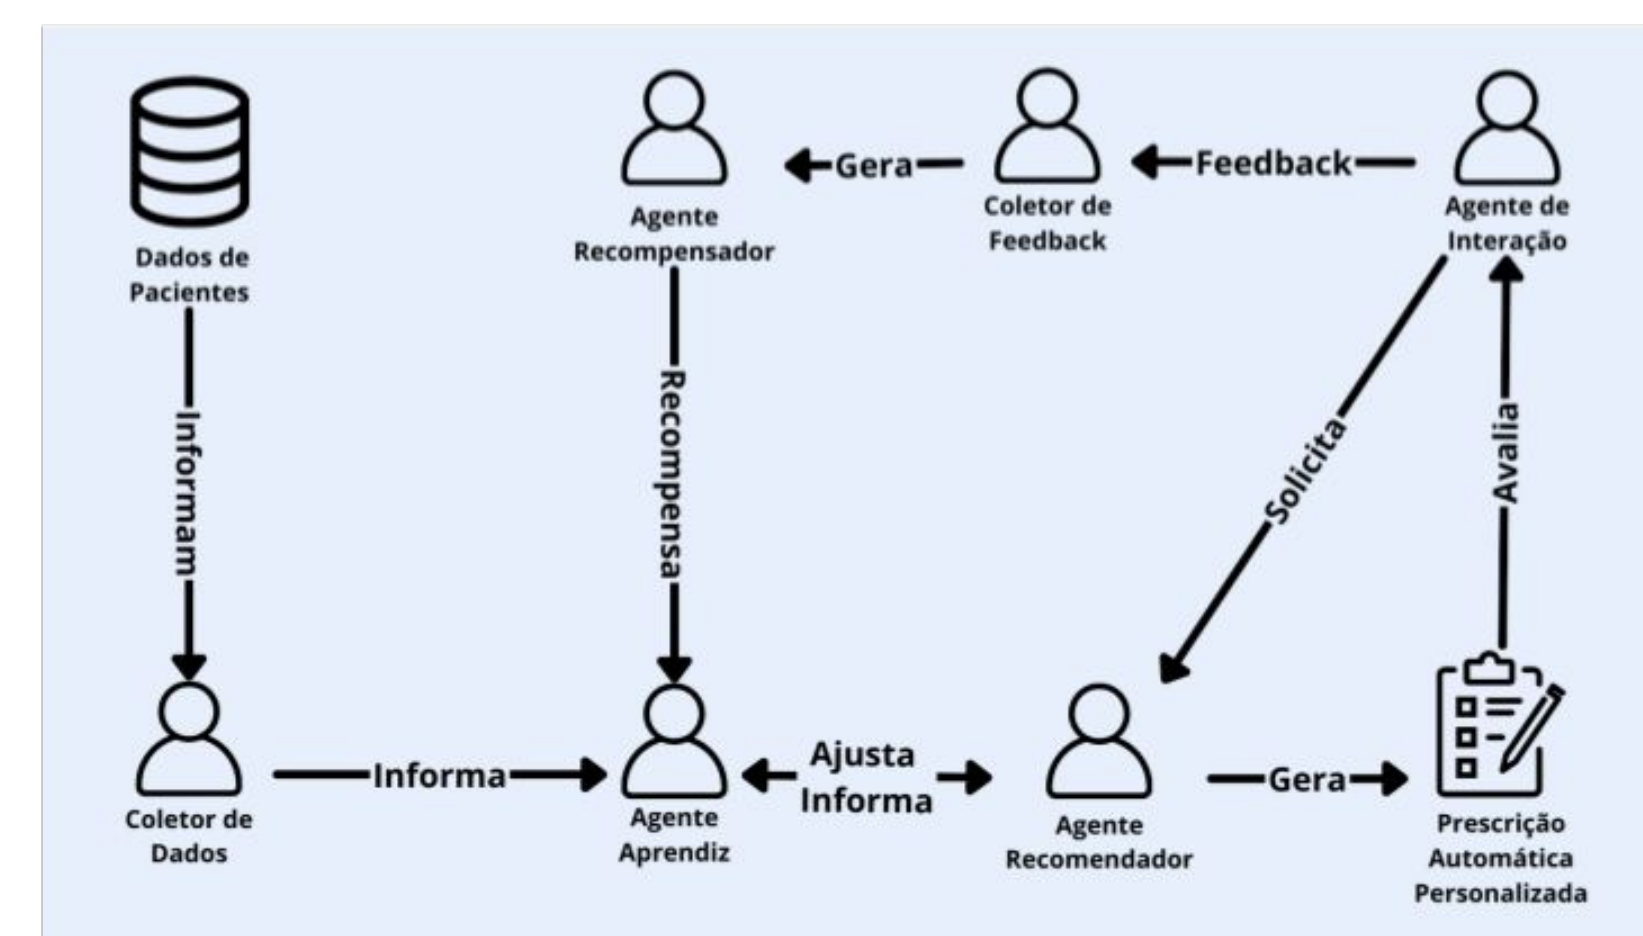 Gera
Feedback
Coletor de
Feedback
Agente de
Interação
Agente
Recompensador
Dados de
Pacientes
Informam
Recompensa
Solicita
Avalia
Informa
Ajusta
Informa
Gera
Coletor de
Dados
Agente
Aprendiz
Agente
Recomendador
Prescrição
Automática
Personalizada